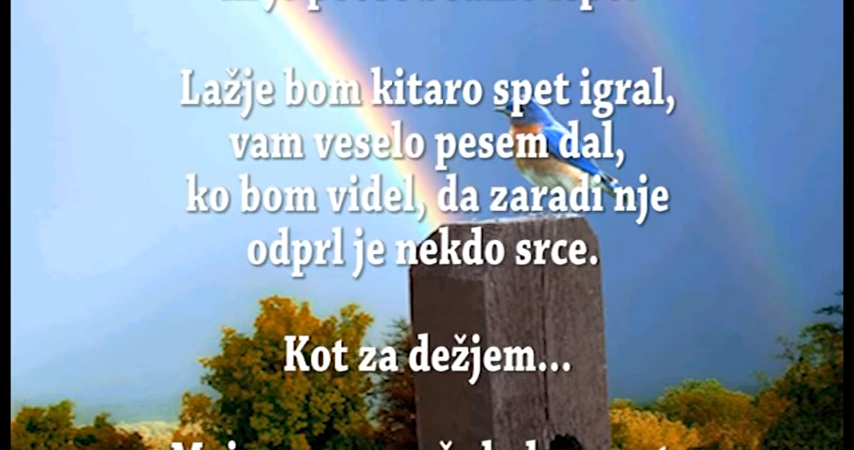 Lažje bom kitaro spet igral,
vam veselo pesem dal,
ko bom videl, da zaradi nje
odprl je nekdo srce.
Kot za dežjem...